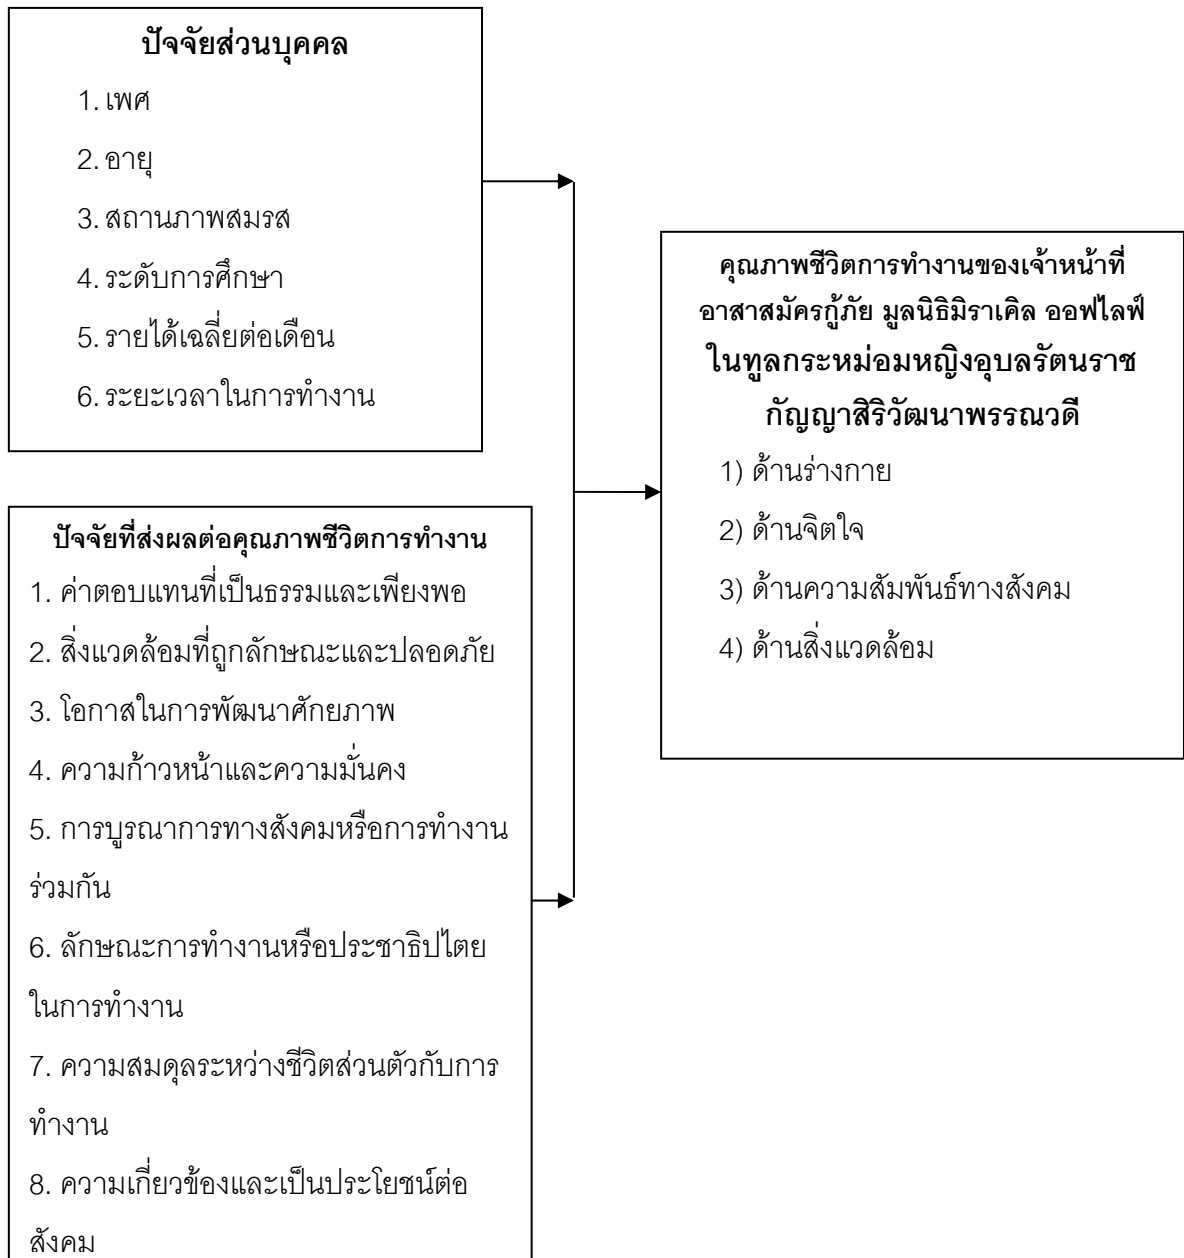 ปัจจัยส่วนบุคคล
1. เพศ
2. อายุ
3. สถานภาพสมรส
4. ระดับการศึกษา
5. รายได้เฉลี่ยต่อเดือน
6. ระยะเวลาในการทำงาน
ปัจจัยที่ส่งผลต่อคุณภาพชีวิตการทำงาน
1. ค่าตอบแทนที่เป็นธรรมและเพียงพอ
2. สิ่งแวดล้อมที่ถูกลักษณะและปลอดภัย
3. โอกาสในการพัฒนาศักยภาพ
4. ความก้าวหน้าและความมั่นคง
5. การบูรณาการทางสังคมหรือการทำงาน
ร่วมกัน
6. ลักษณะการทำงานหรือประชาธิปไตย
ในการทำงาน
7. ความสมดุลระหว่างชีวิตส่วนตัวกับการ
ทำงาน
8. ความเกี่ยวข้องและเป็นประโยชน์ต่อ
สังคม
คุณภาพชีวิตการทำงานของเจ้าหน้าที่
อาสาสมัครกู้ภัย มูลนิธิมิราเคิล ออฟไลฟ์
ในทูลกระหม่อมหญิงอุบลรัตนราช
กัญญาสิริวัฒนาพรรณวดี
1) ด้านร่างกาย
2) ด้านจิตใจ
3) ด้านความสัมพันธ์ทางสังคม
4) ด้านสิ่งแวดล้อม